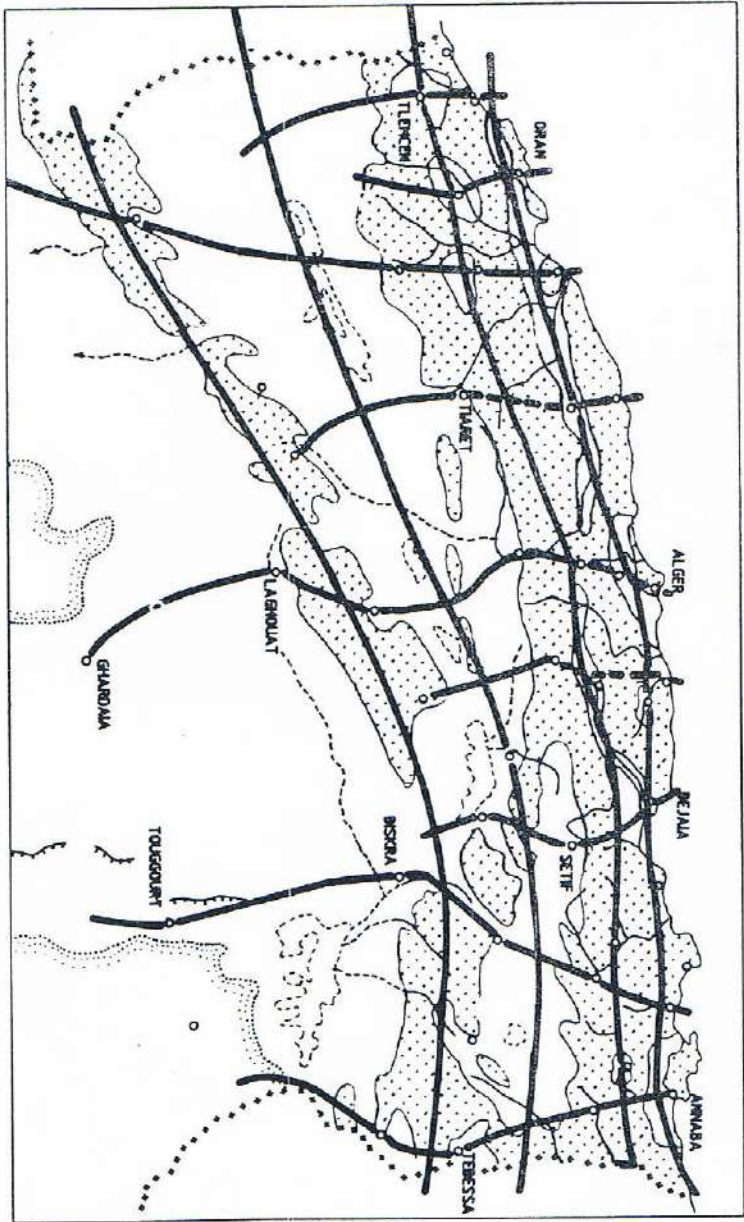 ORAN
TLEMCEN
TIARET
ALGER
LAGHOUAT
GHARDAIA
BEJAIA
SETIF
BISKRA
TOUGGOURT
ANNABA
TEBESSA